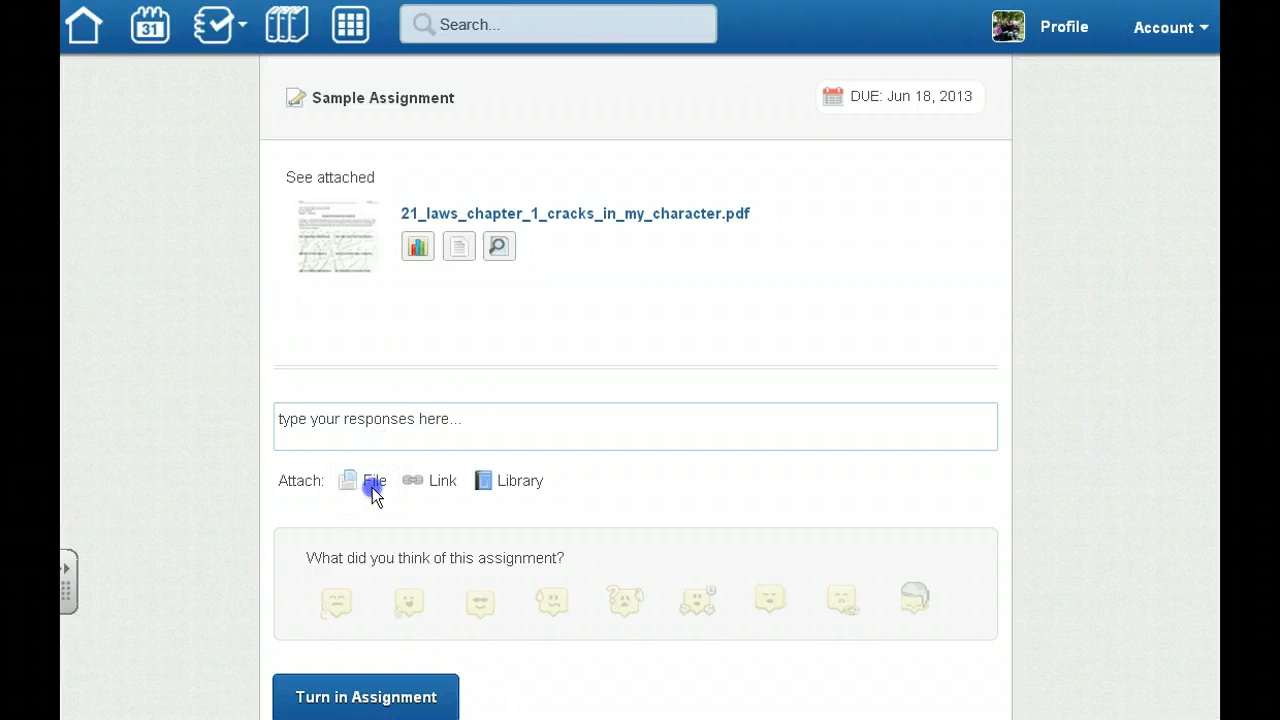 31
Search...
Profile
Account
Sample Assignment
DUE: Jun 18, 2013
See attached
21_laws_chapter_1_cracks_in_my_character.pdf
type your responses here...
Attach: File Link Library
What did you think of this assignment?
Turn in Assignment